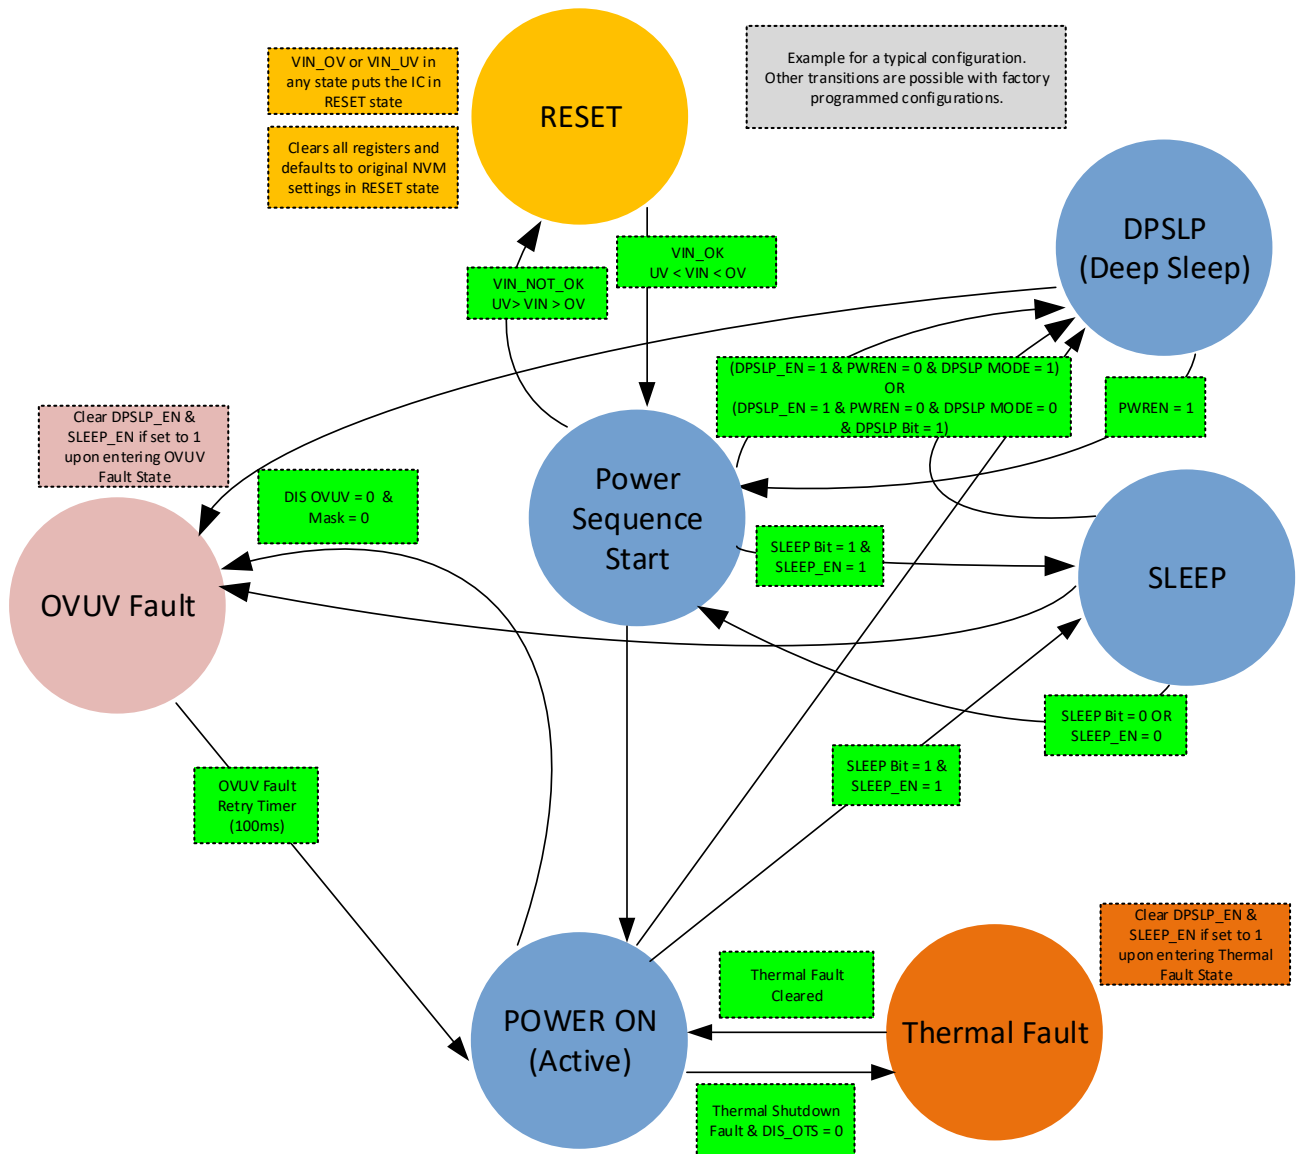 VIN_OV or VIN_UV in
any state puts the IC in
RESET state
Clears all registers and
defaults to original NVM
settings in RESET state
RESET
Example for a typical configuration.
Other transitions are possible with factory
programmed configurations.
DPSLP
(Deep Sleep)
VIN_NOT_OK
UV> VIN > OV
VIN_OK
UV < VIN < OV
(DPSLP_EN = 1 & PWREN = 0 & DPSLP MODE = 1)
OR
(DPSLP_EN = 1 & PWREN = 0 & DPSLP MODE = 0
& DPSLP Bit = 1)
PWREN = 1
Clear DPSLP_EN &
SLEEP_EN if set to 1
upon entering OVUV
Fault State
DIS OVUV = 0 &
Mask = 0
Power
Sequence
Start
SLEEP Bit = 1 &
SLEEP_EN = 1
SLEEP
OVUV Fault
SLEEP Bit = 0 OR
SLEEP_EN = 0
SLEEP Bit = 1 &
SLEEP_EN = 1
OVUV Fault
Retry Timer
(100ms)
Clear DPSLP_EN &
SLEEP_EN if set to 1
upon entering Thermal
Fault State
Thermal Fault
Cleared
POWER ON
(Active)
Thermal Fault
Thermal Shutdown
Fault & DIS_OTS = 0